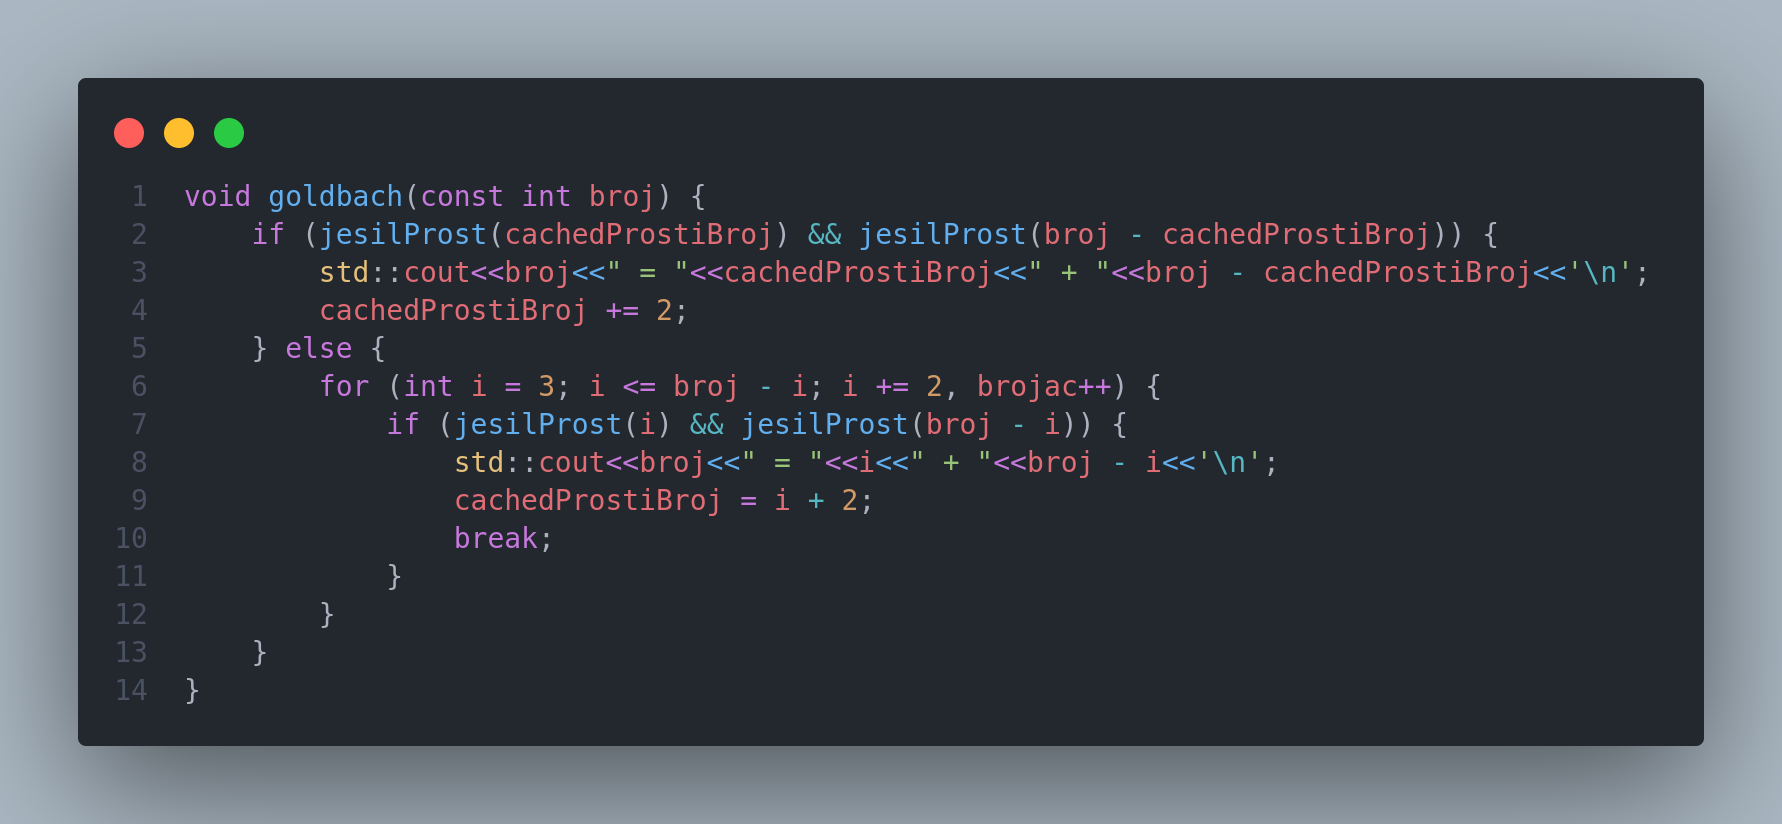 1 void goldbach(const int broj) {
2     if (jesilProst(cachedProstiBroj) && jesilProst(broj - cachedProstiBroj)) {
3         std::cout<<broj<<" = "<<cachedProstiBroj<<" + "<<broj - cachedProstiBroj<<'\n';
4         cachedProstiBroj += 2;
5     } else {
6         for (int i = 3; i <= broj - i; i += 2, brojac++) {
7             if (jesilProst(i) && jesilProst(broj - i)) {
8                 std::cout<<broj<<" = "<<i<<" + "<<broj - i<<'\n';
9                 cachedProstiBroj = i + 2;
10                 break;
11             }
12         }
13     }
14 }